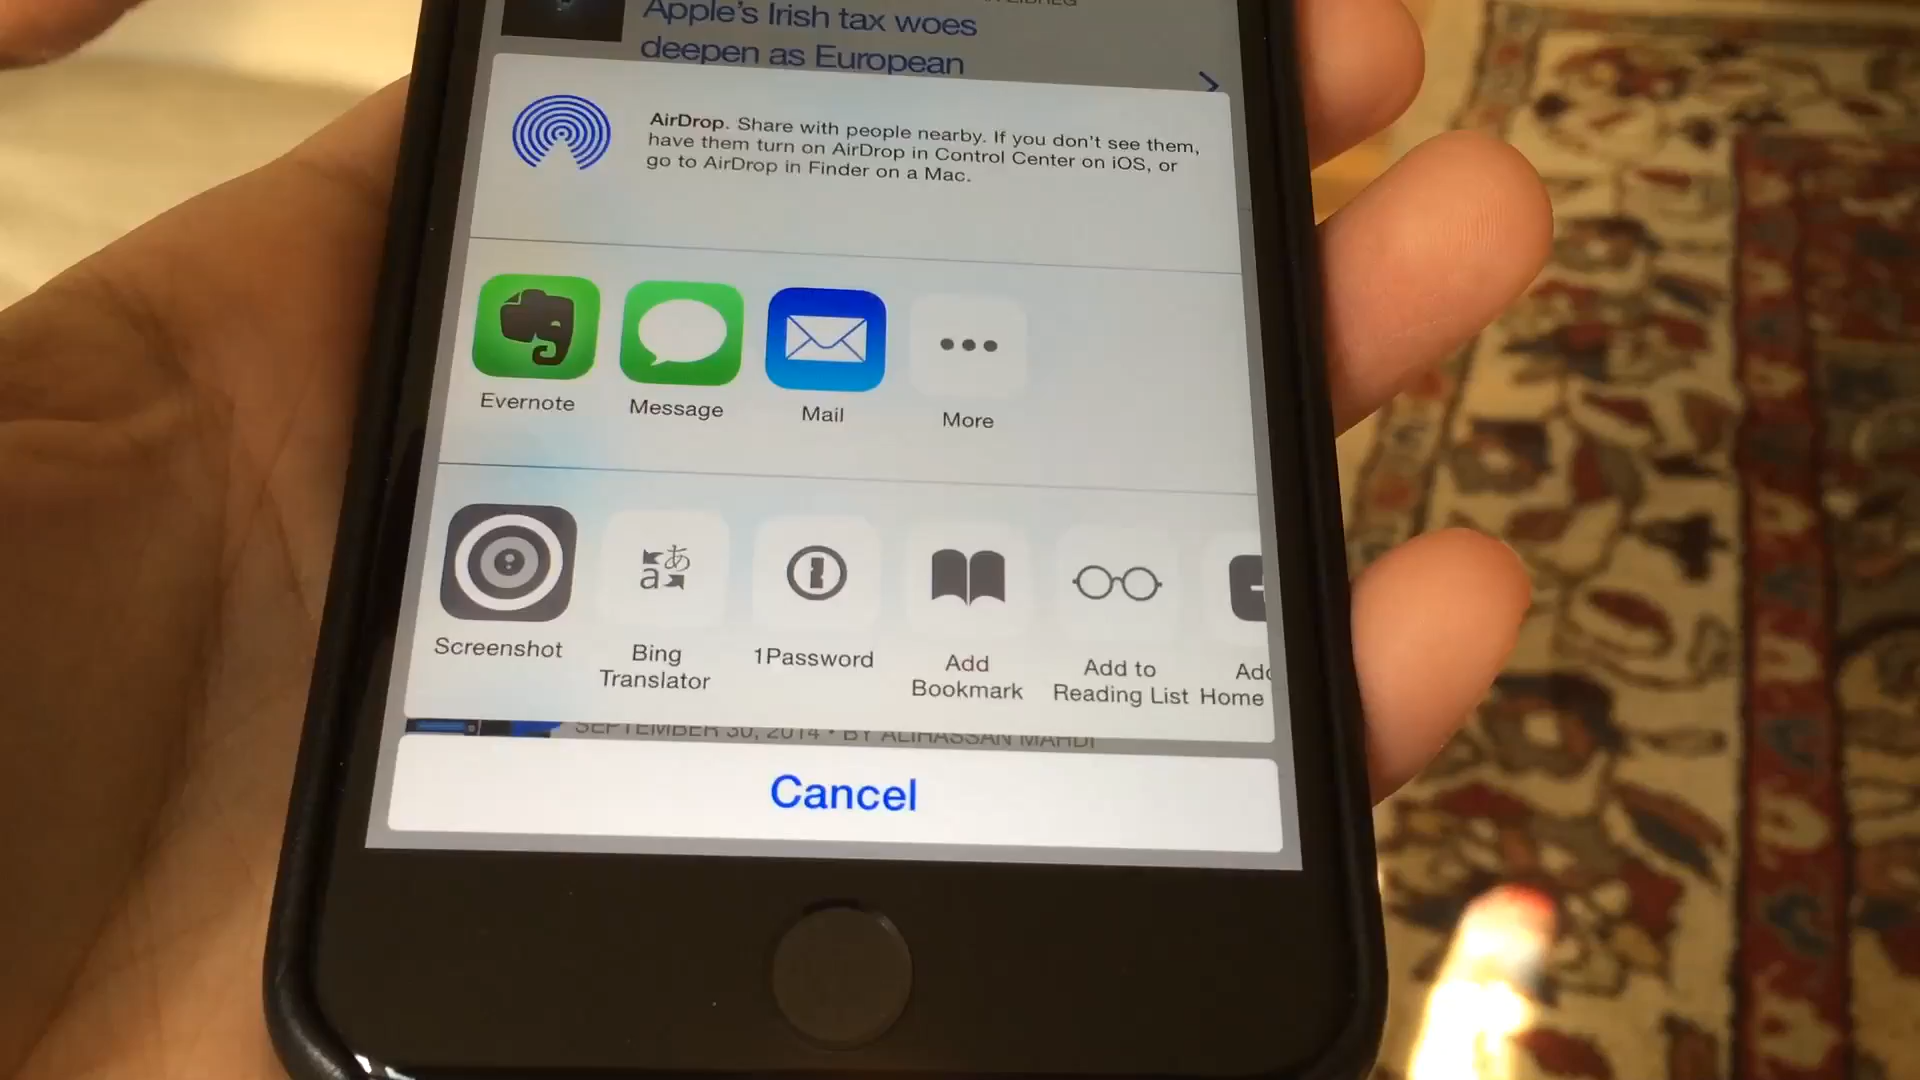 Apple's Irish tax woes
deepen as European
AirDrop. Share with people nearby. If you don't see them,
have them turn on AirDrop in Control Center on iOS, or
go to AirDrop in Finder on a Mac.
Evernote
Message
Mail
More
あ
a
Screenshot
Bing
Translator
1Password
Add
Bookmark
Add to
Reading List
Home
SEPTEMBER 30, 2014 • BY ALIHASSAN MAHDI
Cancel